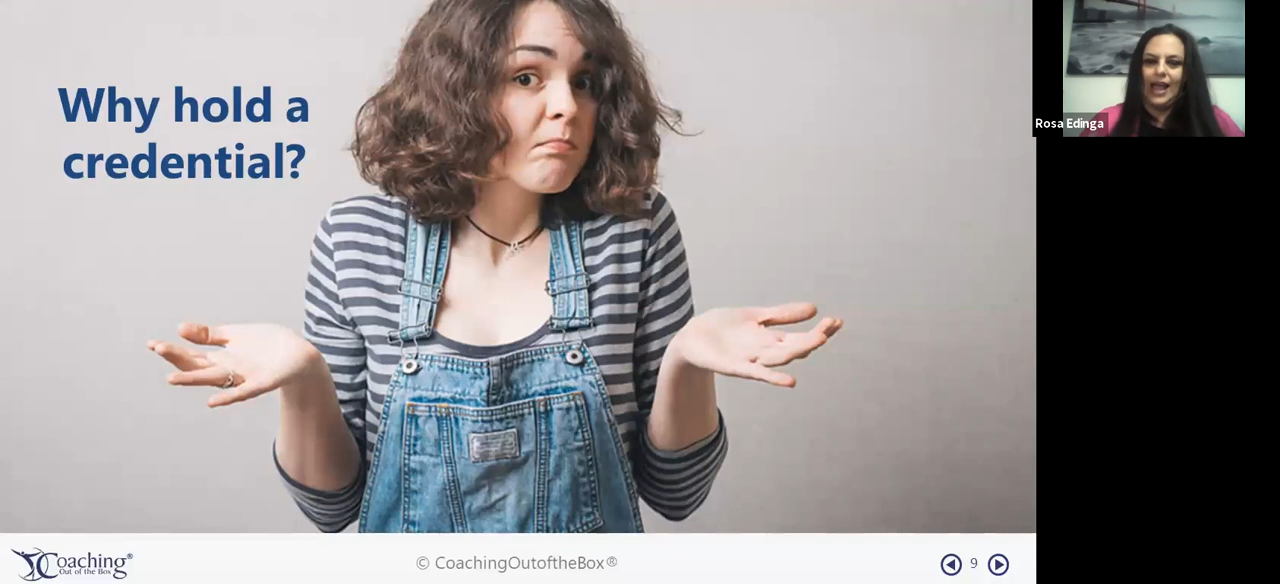 Why hold a
credential?
Rosa Edinga
Coaching®
Out of the Box
© CoachingOutoftheBox®
9